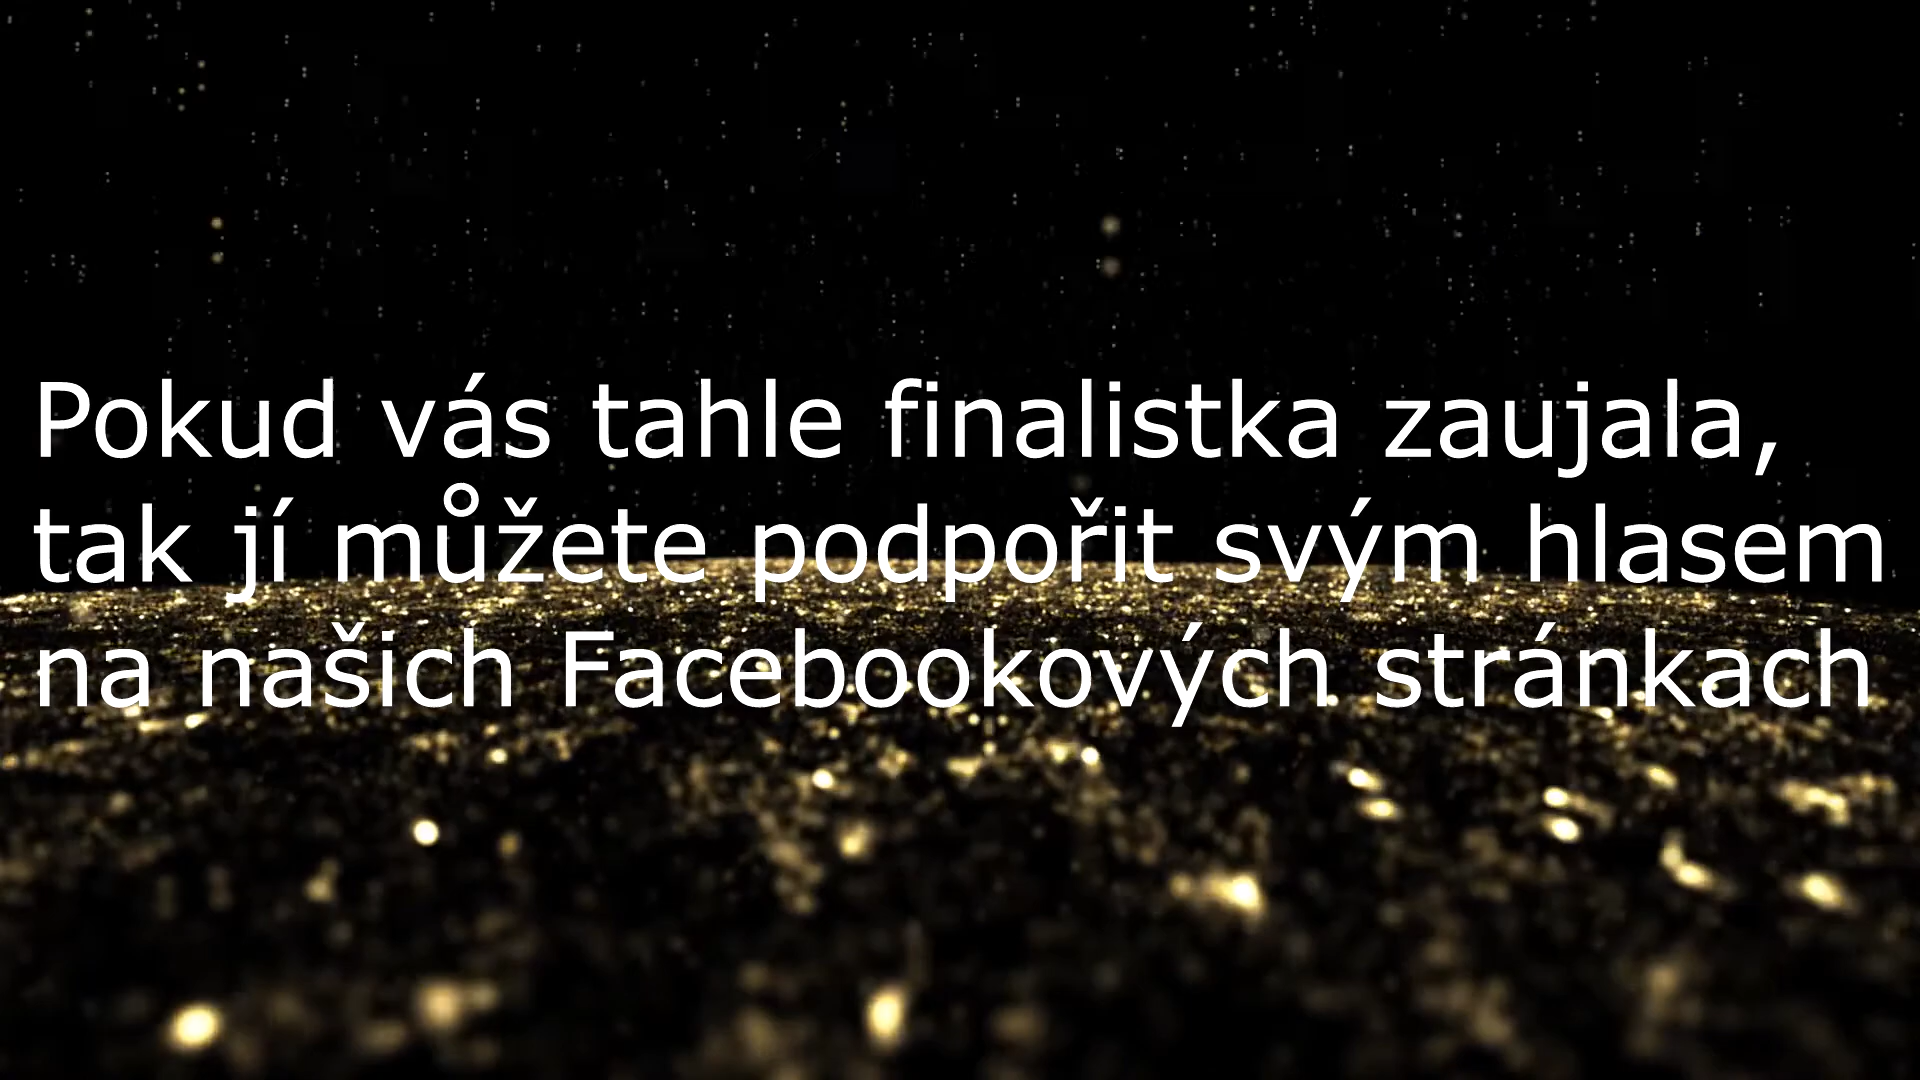 Pokud vás tahle finalistka zaujala,
tak jí můžete podpořit svým hlasem
na našich Facebookových stránkach